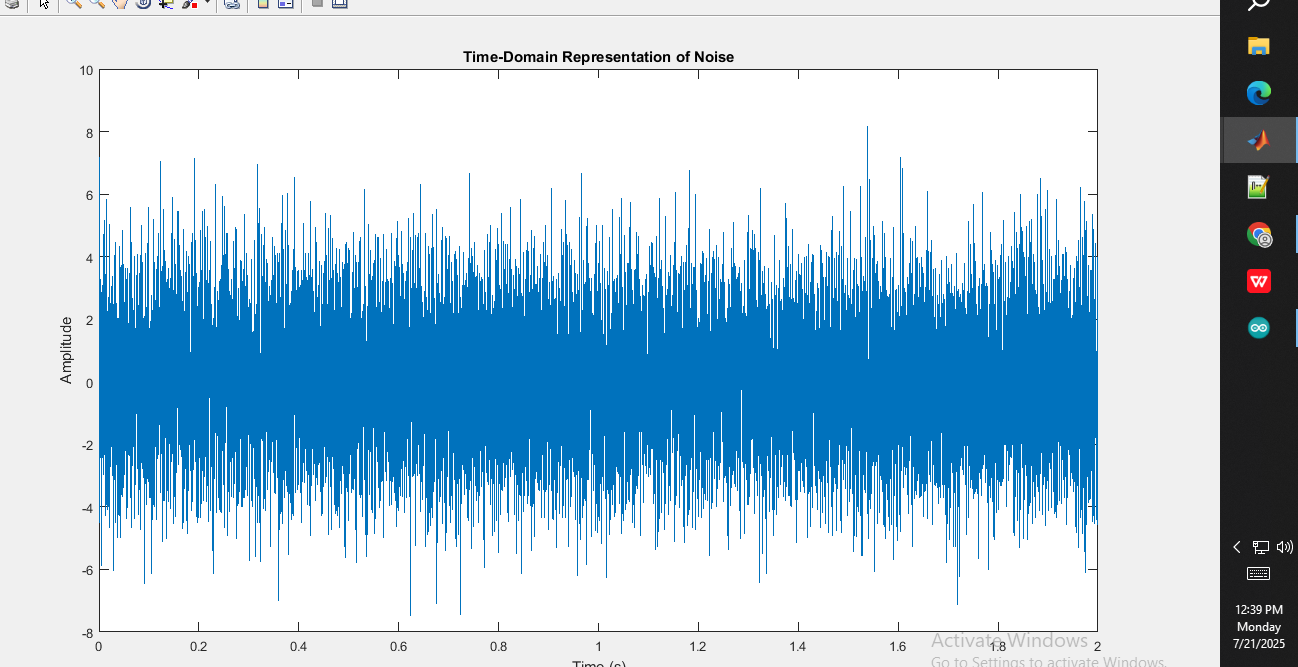 Time-Domain Representation of Noise
10
8
6
4
2
0
-2
-4
-6
-8
Amplitude
0 0.2 0.4 0.6 0.8 1 1.2 1.4 1.6 1.8 2
Time (s)
Activate Windows
Go to Settings to activate Windows.
12:39 PM
Monday
7/21/2025